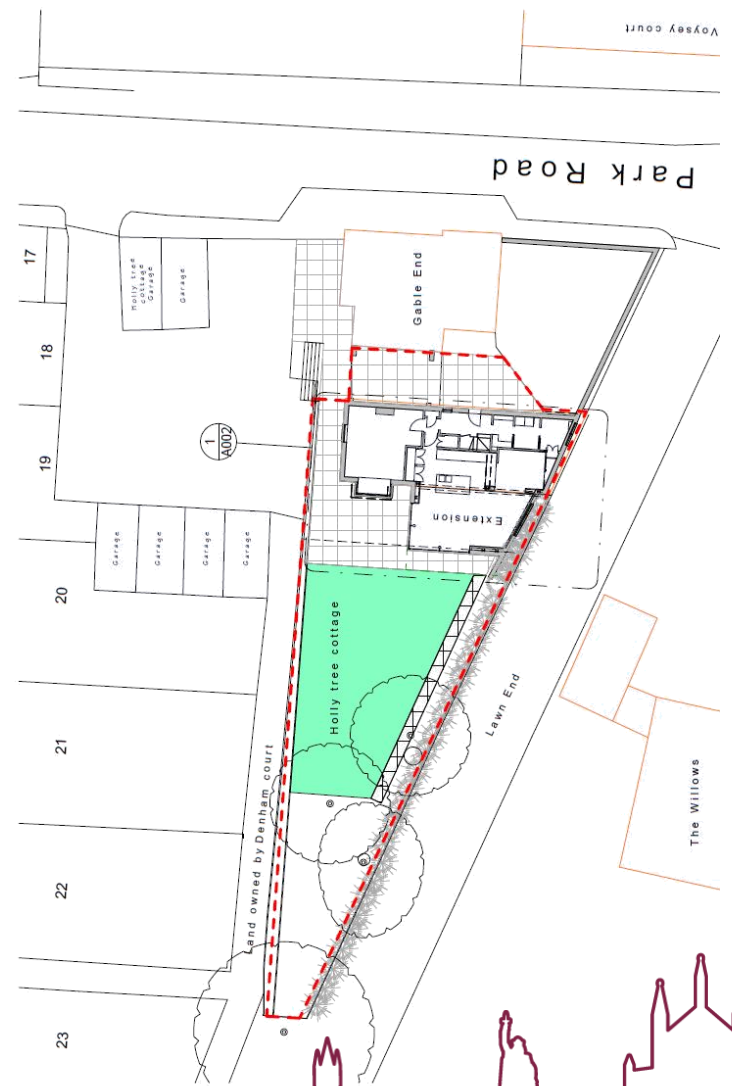 Voysey court
Park Road
17
Holly tree
cottage
Garage
Garage
Gable End
18
1
A002
19
Extension
Garage
Garage
Garage
Garage
20
Holly tree cottage
Lawn End
21
Land owned by Denham court
The Willows
22
23